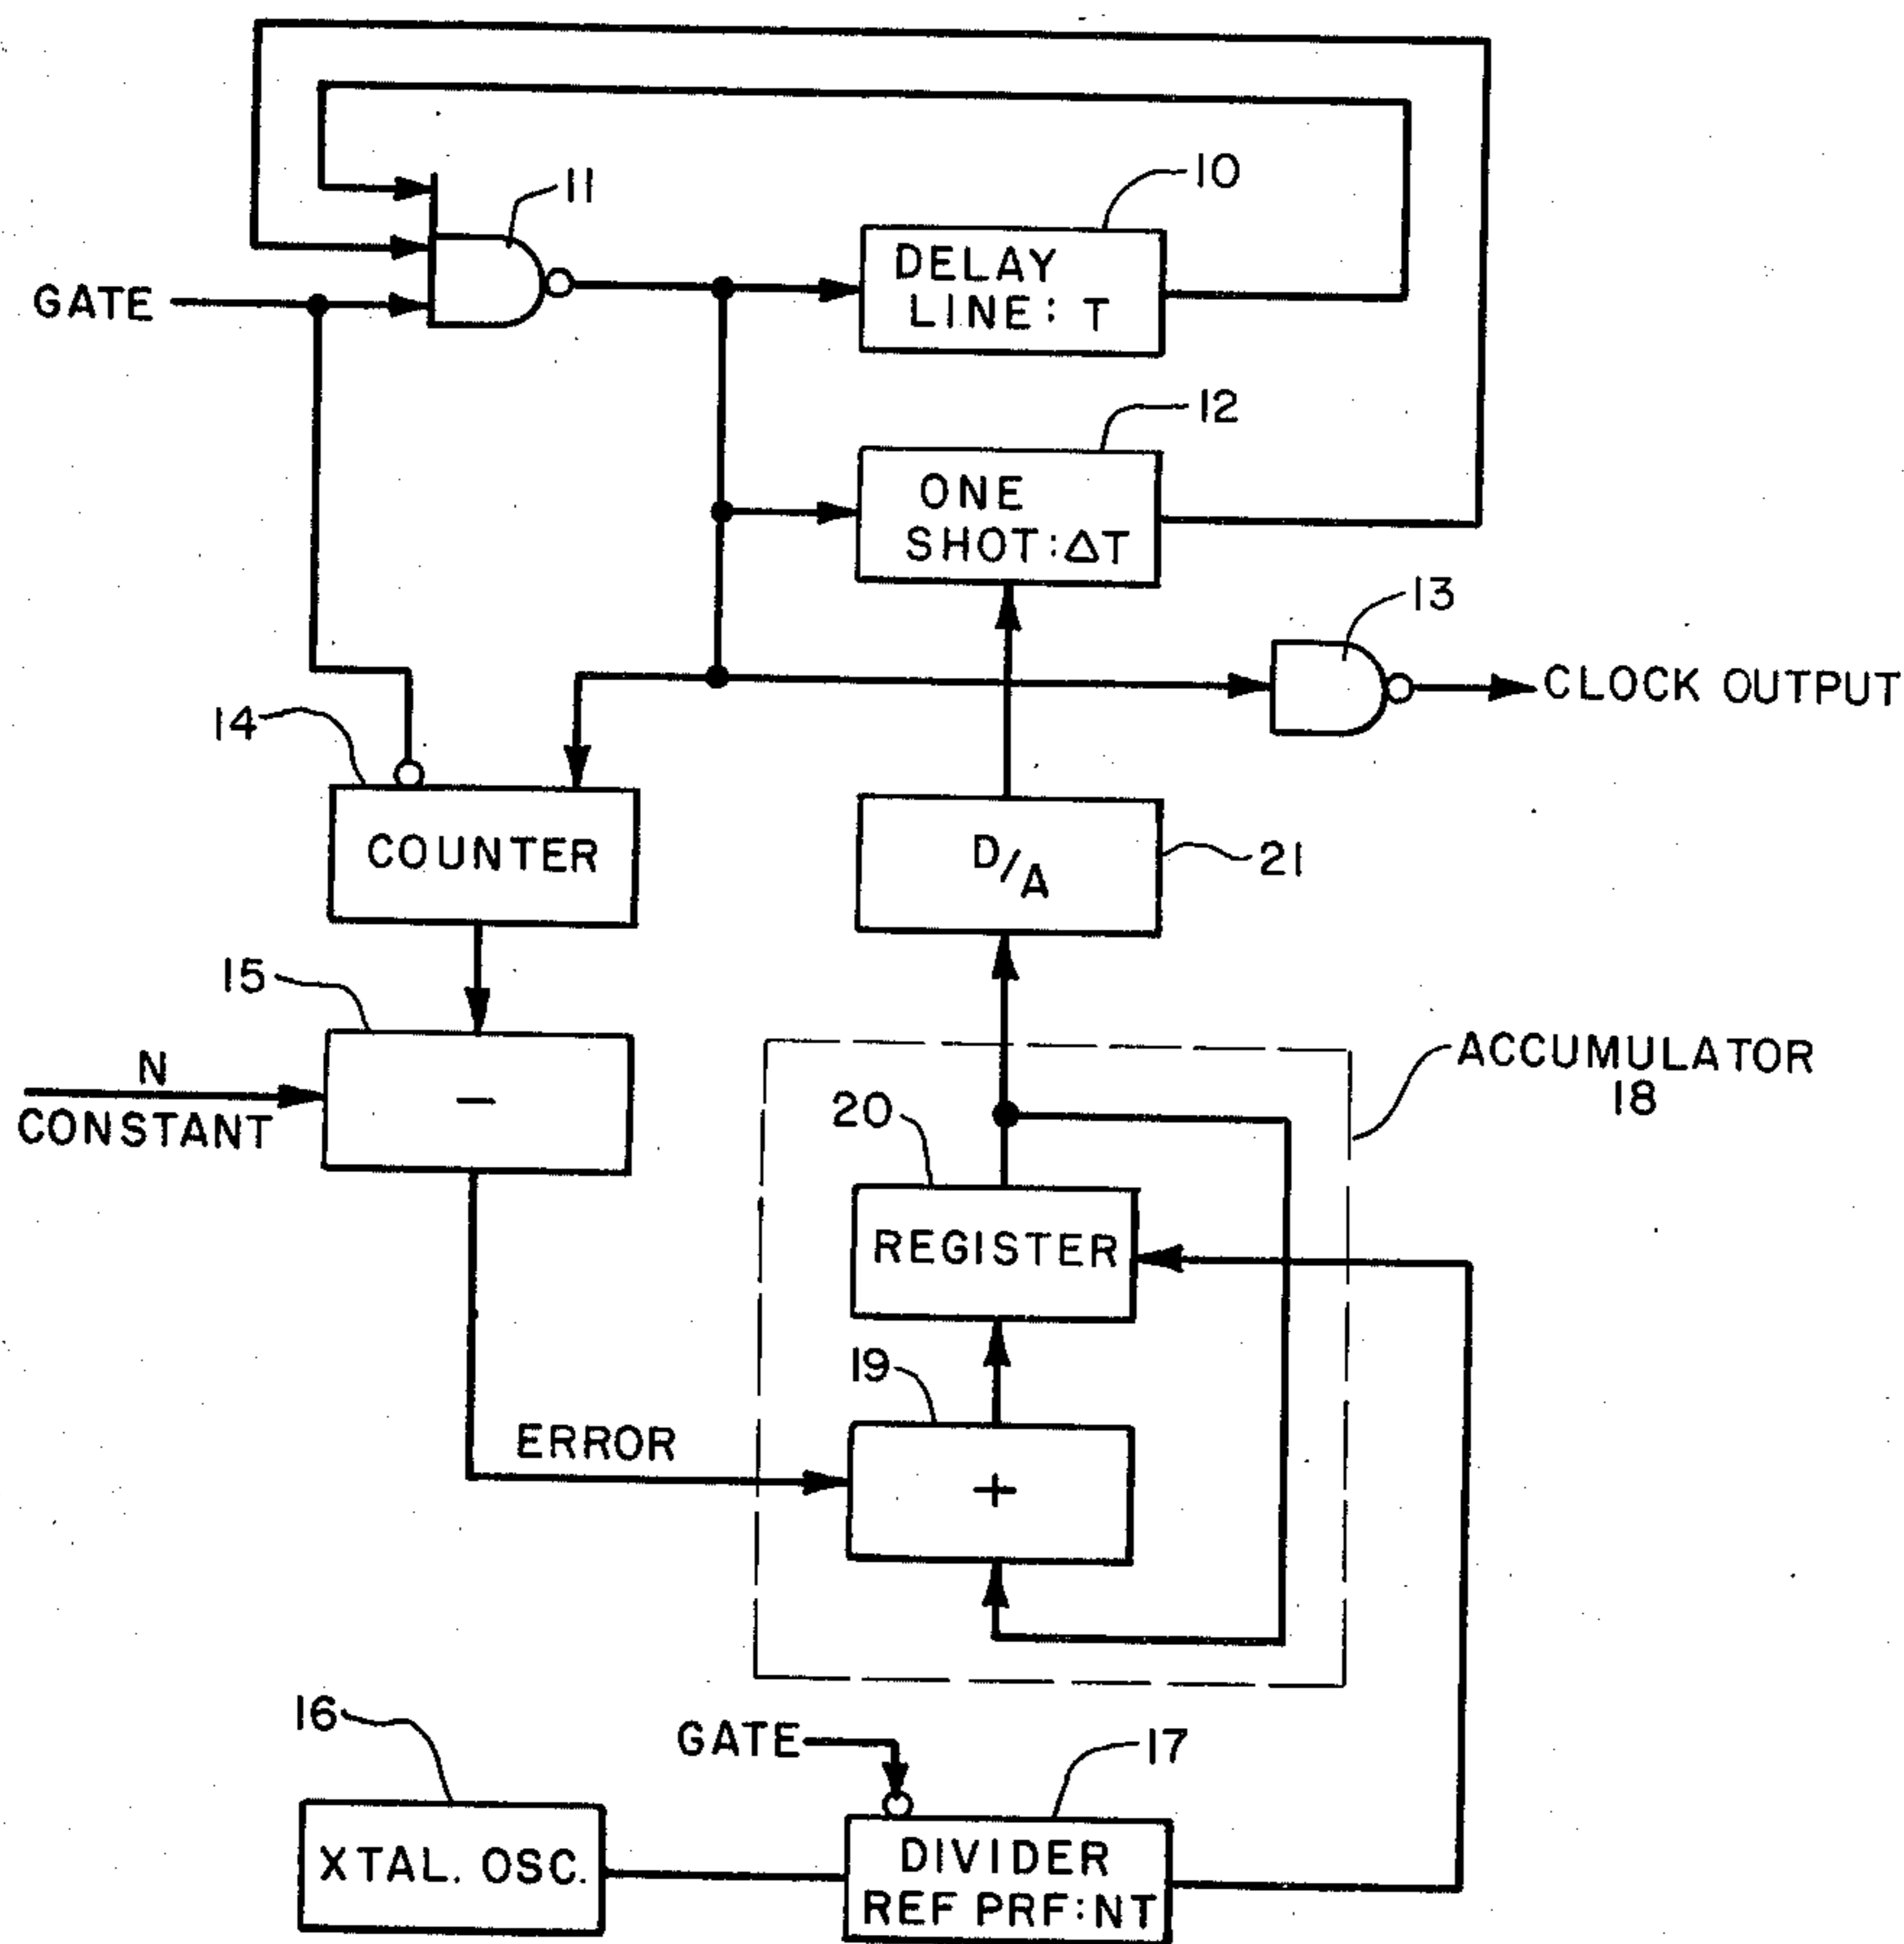 11
10
DELAY
LINE: T
GATE
12
ONE
SHOT:ΔT
13
CLOCK OUTPUT
14
COUNTER
D/A
21
15
N
CONSTANT
−
ACCUMULATOR
18
20
REGISTER
19
ERROR
+
16
GATE
17
XTAL. OSC.
DIVIDER
REF PRF:NT